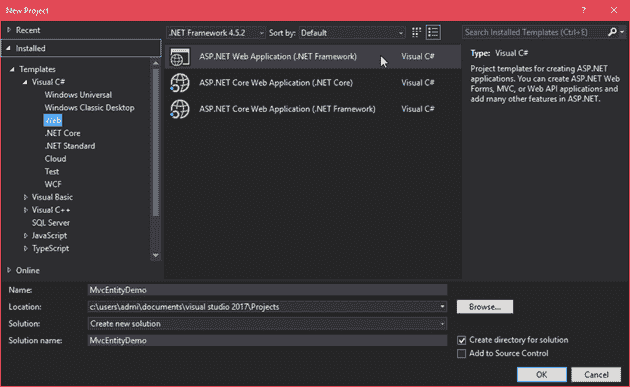 New Project
Recent
Installed
Templates
Visual C#
Windows Universal
Windows Classic Desktop
Web
.NET Core
.NET Standard
Cloud
Test
WCF
Visual Basic
Visual C++
SQL Server
JavaScript
TypeScript
Online
.NET Framework 4.5.2 Sort by: Default
ASP.NET Web Application (.NET Framework) Visual C#
ASP.NET Core Web Application (.NET Core) Visual C#
ASP.NET Core Web Application (.NET Framework) Visual C#
Search Installed Templates (Ctrl+E)
Type: Visual C#
Project templates for creating ASP.NET
applications. You can create ASP.NET Web
Forms, MVC, or Web API applications and
add many other features in ASP.NET.
Name: MvcEntityDemo
Location: c:\users\admi\documents\visual studio 2017\Projects Browse...
Solution: Create new solution
Solution name: MvcEntityDemo
Create directory for solution
Add to Source Control
OK Cancel